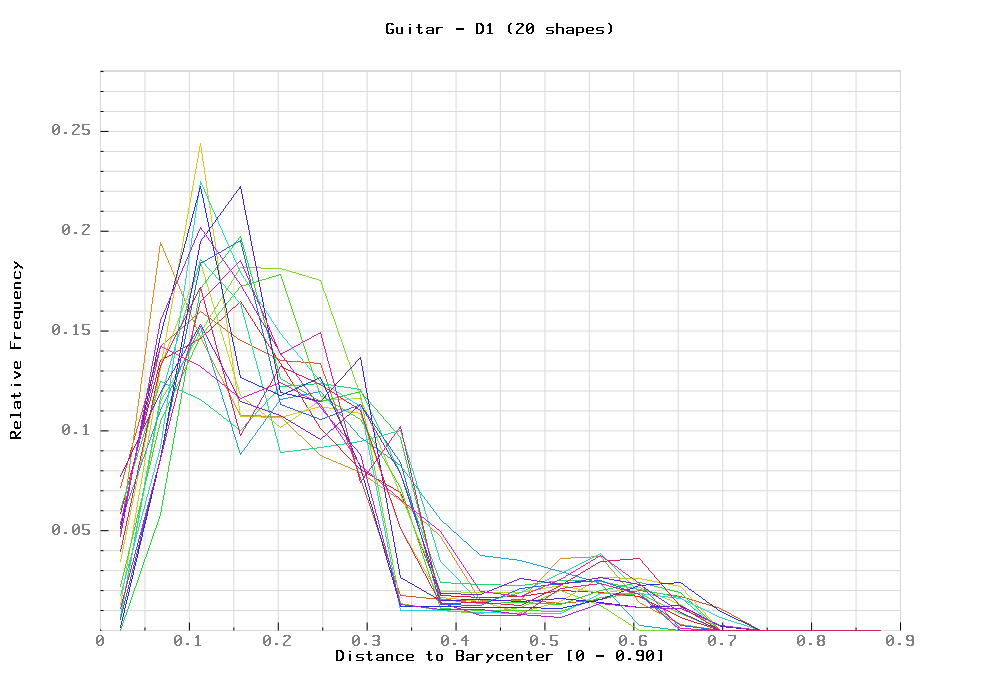 Guitar - D1 (20 shapes)
0.25
0.2
0.15
0.1
0.05
Relative Frequency
0 0.1 0.2 0.3 0.4 0.5 0.6 0.7 0.8 0.9
Distance to Barycenter [0 - 0.90]